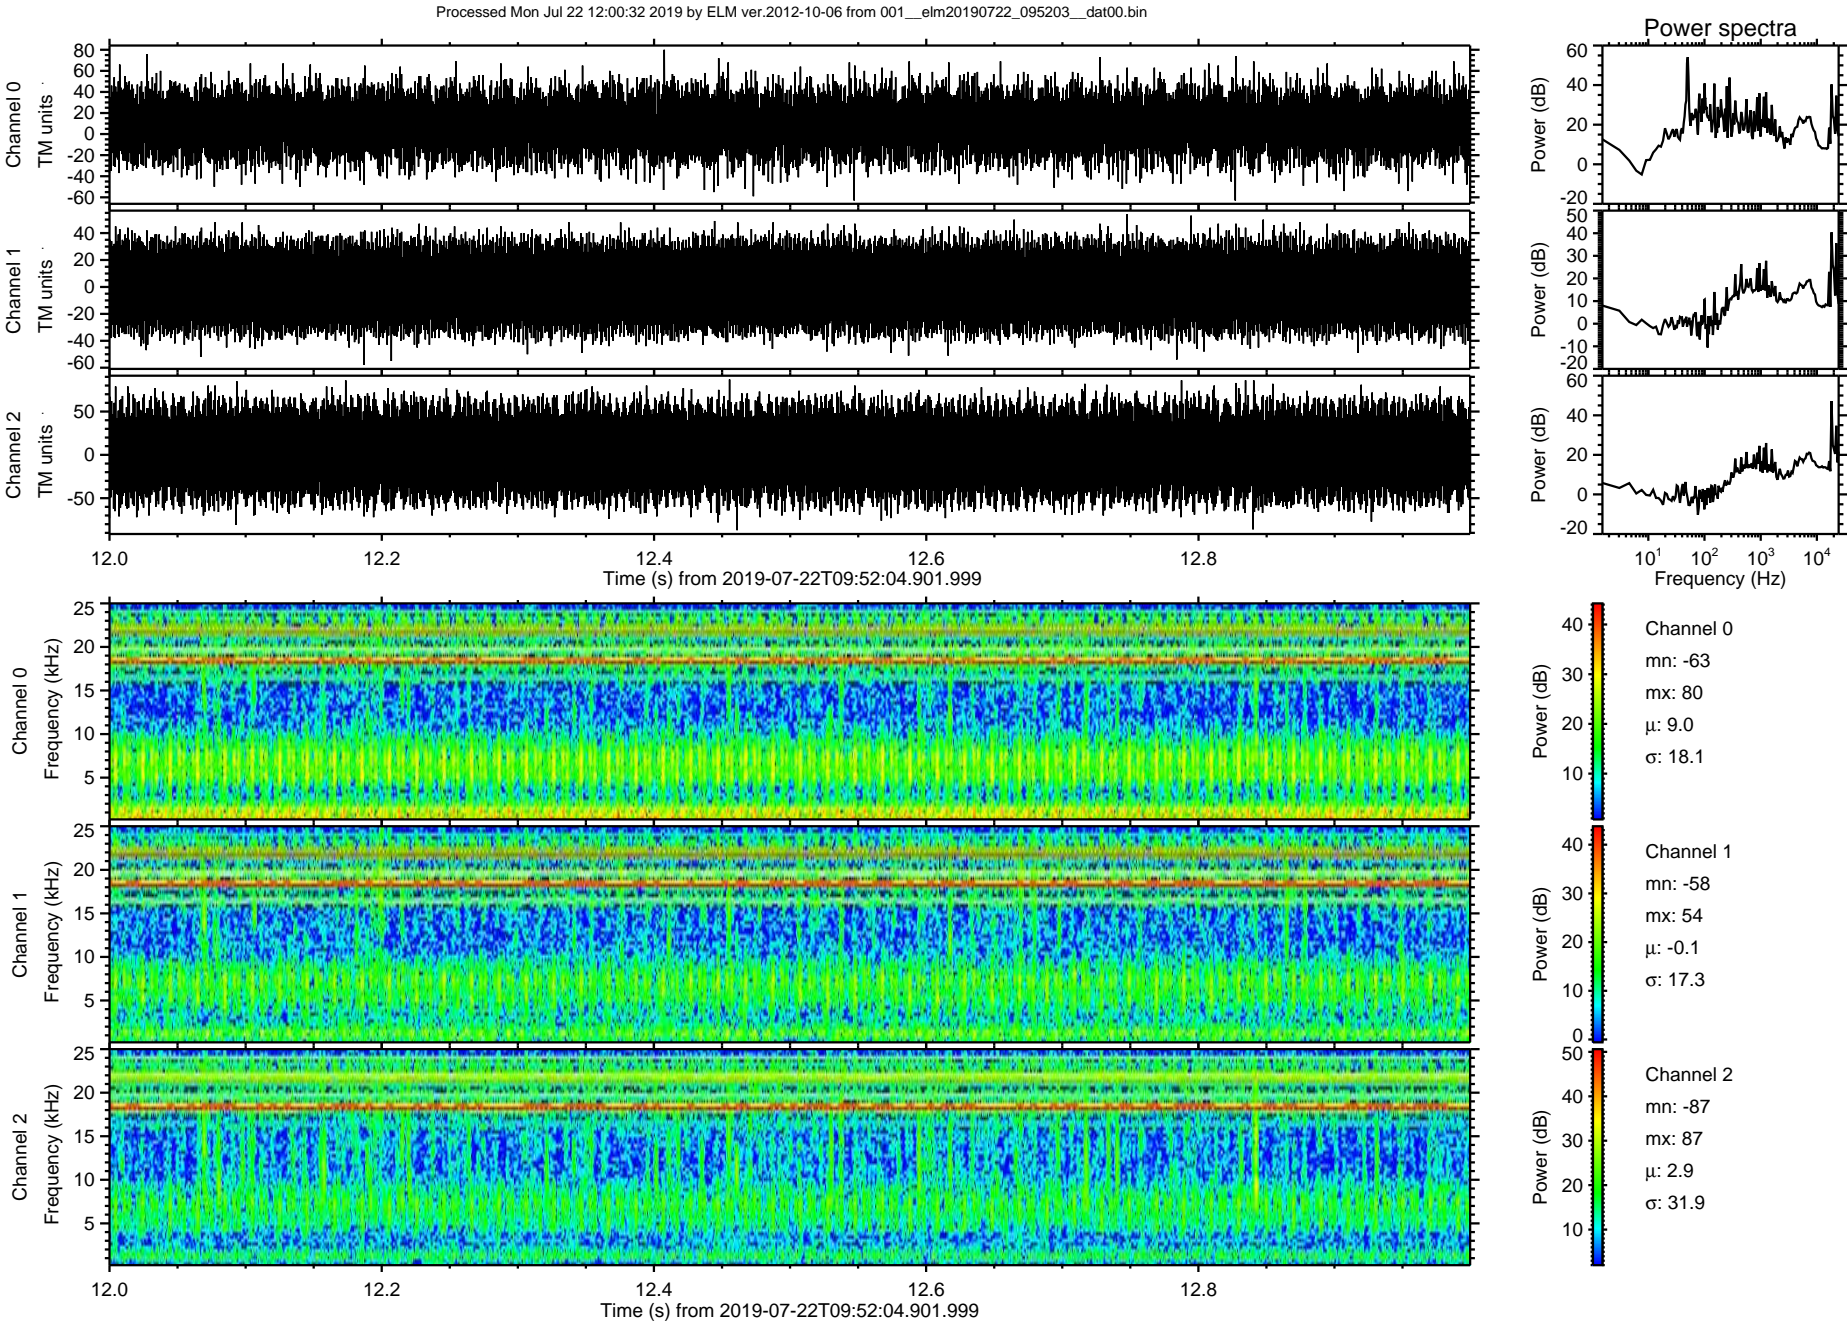 Processed Mon Jul 22 12:00:32 2019 by ELM ver.2012-10-06 from 001__elm20190722_095203__dat00.bin
Power spectra
Channel 0
TM units
80
60
40
20
0
-20
-40
-60
Power (dB)
60
40
20
0
-20
Channel 1
TM units
40
20
0
-20
-40
-60
Power (dB)
50
40
30
20
10
0
-10
-20
Channel 2
TM units
50
0
-50
Power (dB)
60
40
20
0
-20
12.0 12.2 12.4 12.6 12.8
Time (s) from 2019-07-22T09:52:04.901.999
10^1 10^2 10^3 10^4
Frequency (Hz)
Channel 0
Frequency (kHz)
25
20
15
10
5
Power (dB)
40
30
20
10
Channel 0
mn: -63
mx: 80
μ: 9.0
σ: 18.1
Channel 1
Frequency (kHz)
25
20
15
10
5
Power (dB)
40
30
20
10
0
Channel 1
mn: -58
mx: 54
μ: -0.1
σ: 17.3
Channel 2
Frequency (kHz)
25
20
15
10
5
Power (dB)
50
40
30
20
10
Channel 2
mn: -87
mx: 87
μ: 2.9
σ: 31.9
12.0 12.2 12.4 12.6 12.8
Time (s) from 2019-07-22T09:52:04.901.999